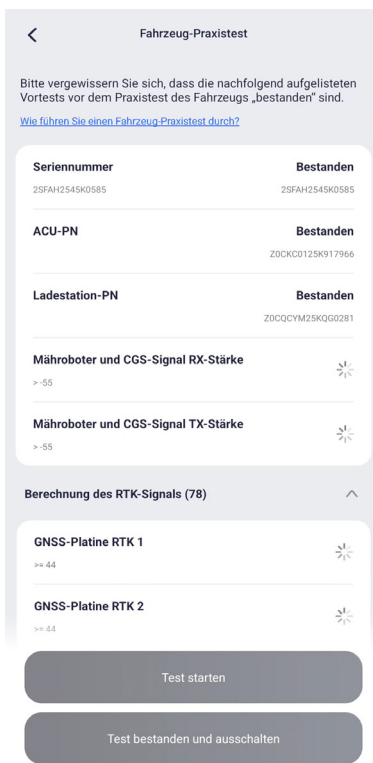 Fahrzeug-Praxistest
Bitte vergewissern Sie sich, dass die nachfolgend aufgelisteten
Vortests vor dem Praxistest des Fahrzeugs „bestanden“ sind.
Wie führen Sie einen Fahrzeug-Praxistest durch?
Seriennummer Bestanden
2SFAH2545K0585 2SFAH2545K0585
ACU-PN Bestanden
Z0CKC0125K917966
Ladestation-PN Bestanden
Z0CQCYM25KQG0281
Mähroboter und CGS-Signal RX-Stärke
> -55
Mähroboter und CGS-Signal TX-Stärke
> -55
Berechnung des RTK-Signals (78)
GNSS-Platine RTK 1
>= 44
GNSS-Platine RTK 2
>= 44
Test starten
Test bestanden und ausschalten